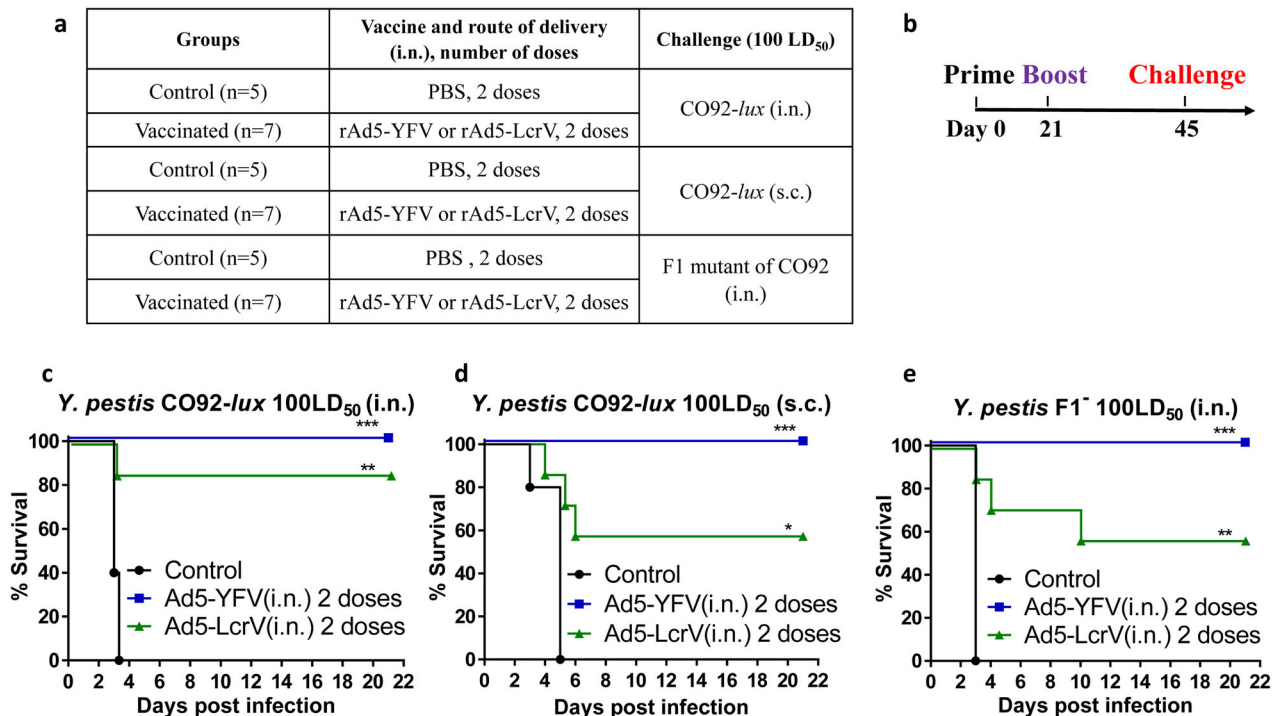 a
Groups
Vaccine and route of delivery
(i.n.), number of doses
Challenge (100 LD50)
Control (n=5)
PBS, 2 doses
CO92-lux (i.n.)
Vaccinated (n=7)
rAd5-YFV or rAd5-LcrV, 2 doses
Control (n=5)
PBS, 2 doses
CO92-lux (s.c.)
Vaccinated (n=7)
rAd5-YFV or rAd5-LcrV, 2 doses
Control (n=5)
PBS , 2 doses
F1 mutant of CO92
(i.n.)
Vaccinated (n=7)
rAd5-YFV or rAd5-LcrV, 2 doses
b
Prime Boost Challenge
Day 0 21 45
c
Y. pestis CO92-lux 100LD50 (i.n.)
% Survival
100
80
60
40
20
0
***
**
Control
Ad5-YFV(i.n.) 2 doses
Ad5-LcrV(i.n.) 2 doses
0 2 4 6 8 10 12 14 16 18 20 22
Days post infection
d
Y. pestis CO92-lux 100LD50 (s.c.)
% Survival
100
80
60
40
20
0
***
*
Control
Ad5-YFV(i.n.) 2 doses
Ad5-LcrV(i.n.) 2 doses
0 2 4 6 8 10 12 14 16 18 20 22
Days post infection
e
Y. pestis F1- 100LD50 (i.n.)
% Survival
100
80
60
40
20
0
***
**
Control
Ad5-YFV(i.n.) 2 doses
Ad5-LcrV(i.n.) 2 doses
0 2 4 6 8 10 12 14 16 18 20 22
Days post infection